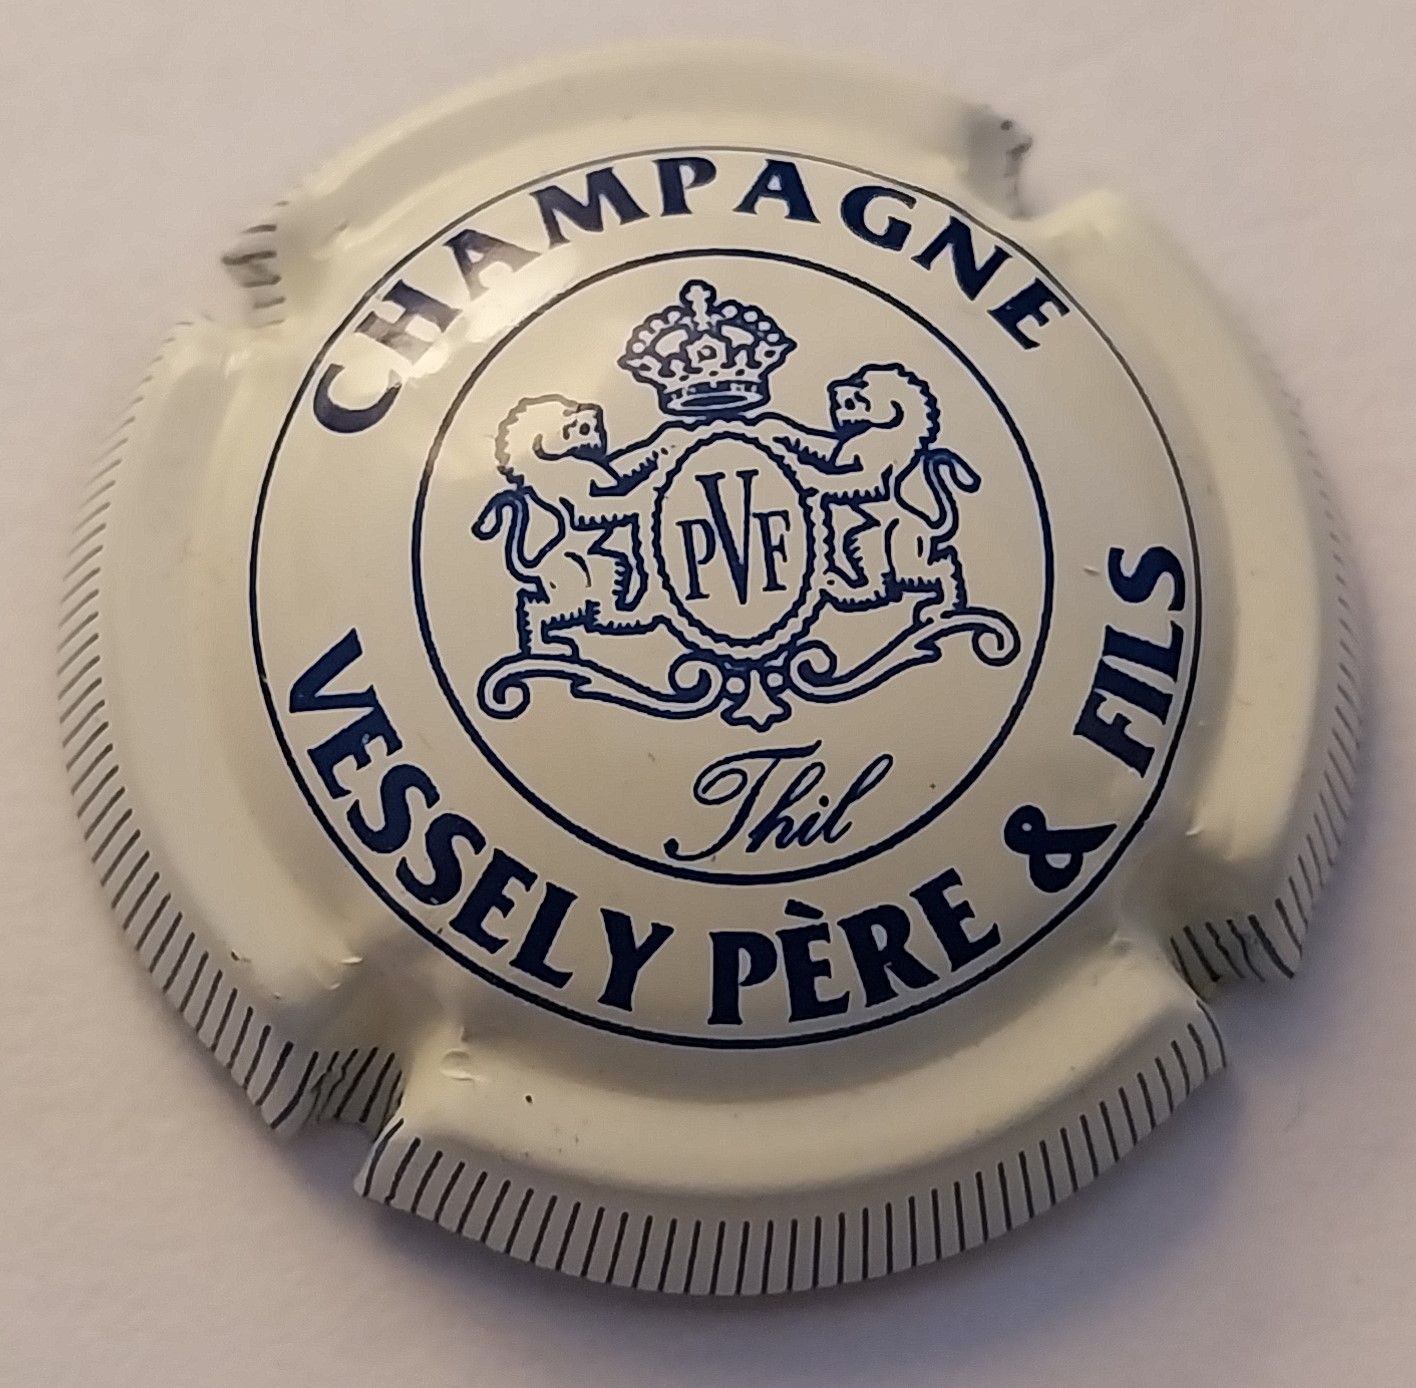 CHAMPAGNE
PVF
Thil
VESSELY PÈRE & FILS